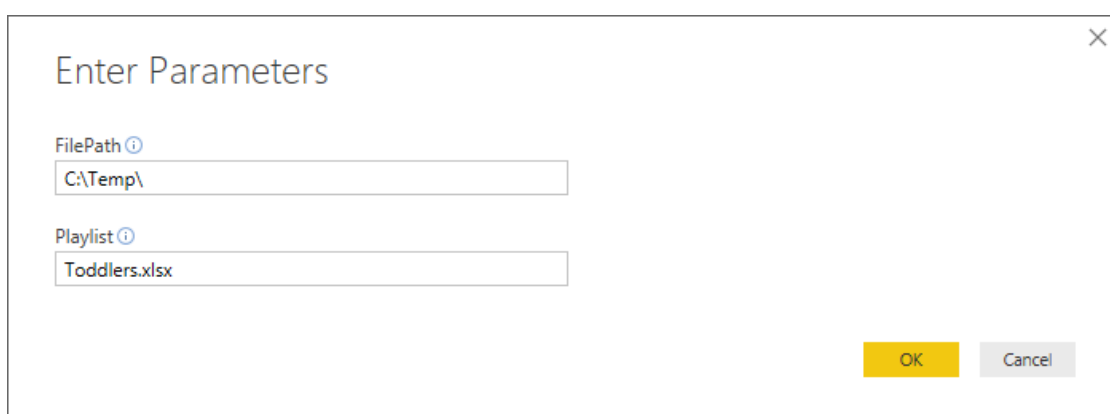 Enter Parameters
FilePath
C:\Temp\
Playlist
Toddlers.xlsx
OK Cancel